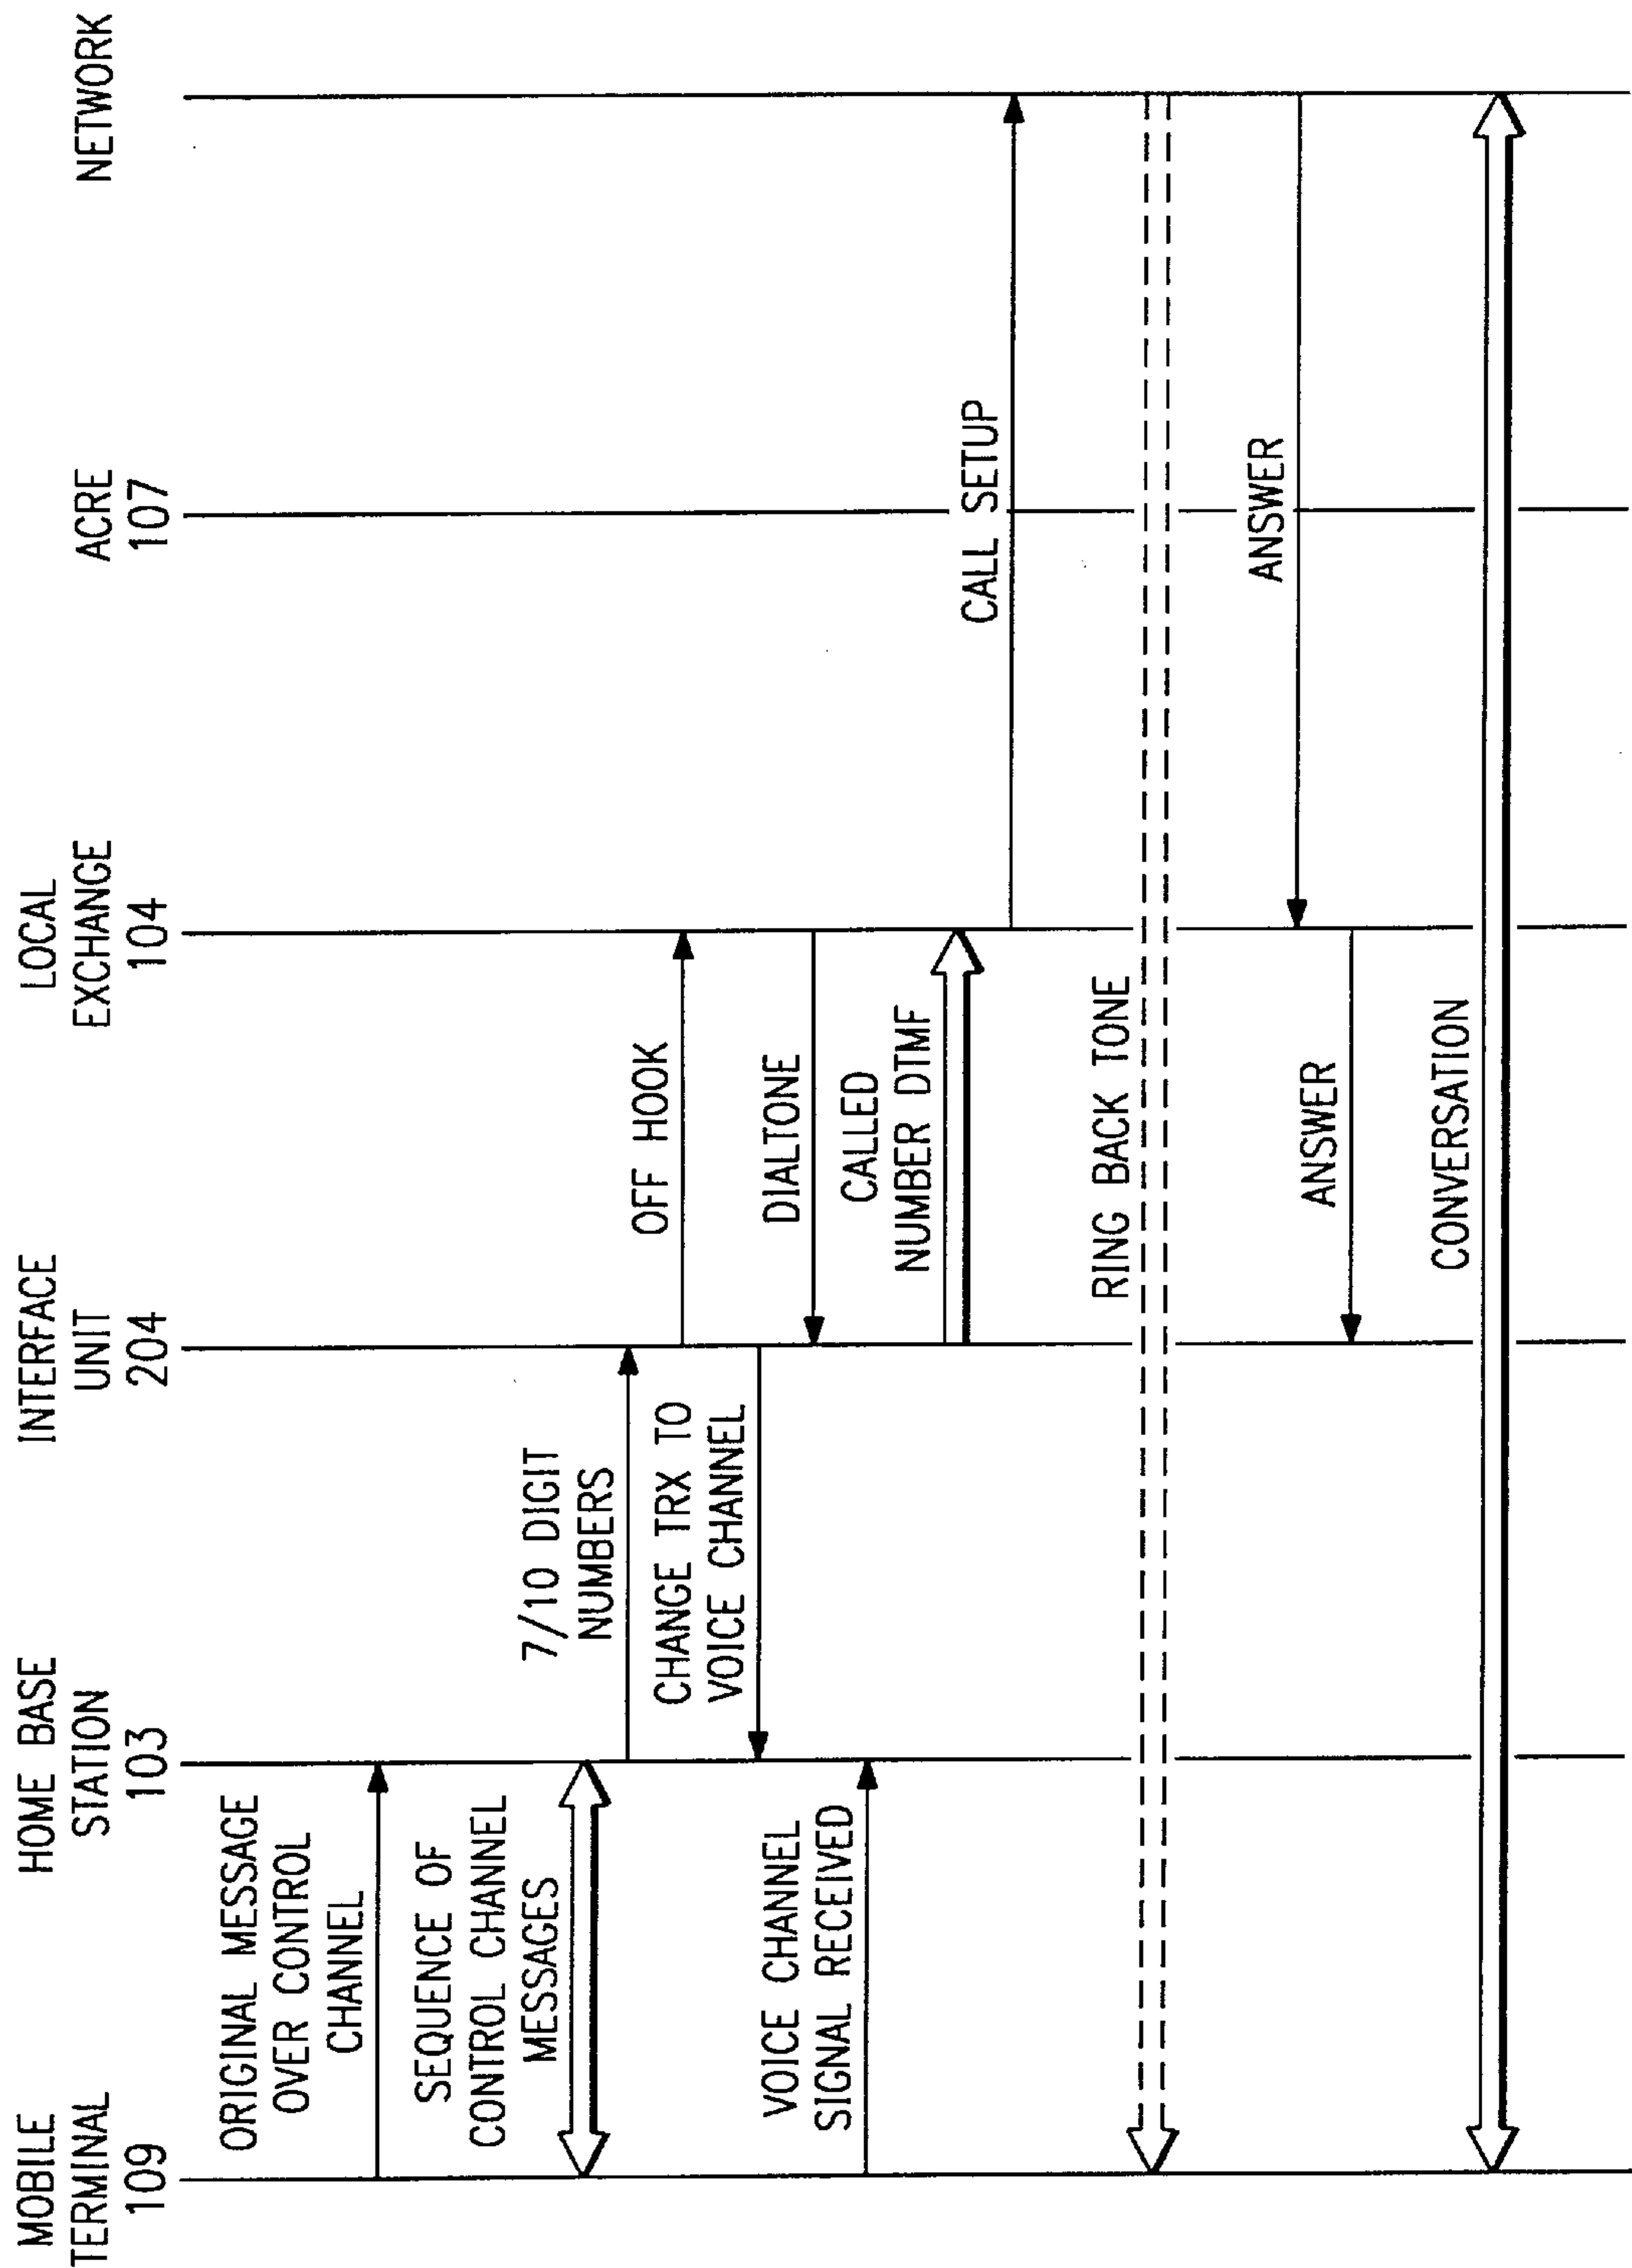 MOBILE
TERMINAL
109
HOME BASE
STATION
103
INTERFACE
UNIT
204
LOCAL
EXCHANGE
104
ACRE
107
NETWORK
ORIGINAL MESSAGE
OVER CONTROL
CHANNEL
SEQUENCE OF
CONTROL CHANNEL
MESSAGES
7/10 DIGIT
NUMBERS
OFF HOOK
CHANGE TRX TO
VOICE CHANNEL
DIALTONE
VOICE CHANNEL
SIGNAL RECEIVED
CALLED
NUMBER DTMF
CALL SETUP
RING BACK TONE
ANSWER
ANSWER
CONVERSATION